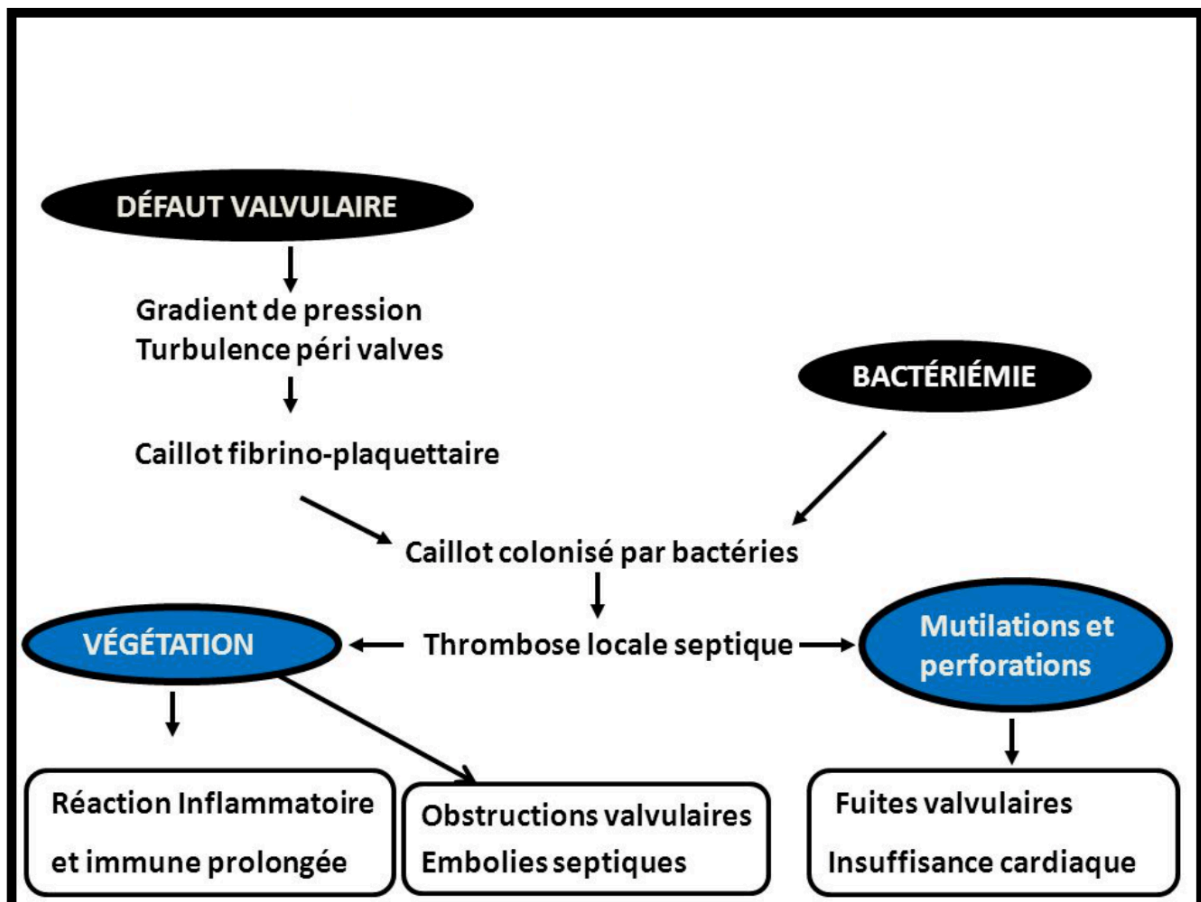 DÉFAUT VALVULAIRE
Gradient de pression
Turbulence péri valves
BACTÉRIÉMIE
Caillot fibrino-plaquettaire
Caillot colonisé par bactéries
VÉGÉTATION
Thrombose locale septique
Mutilations et
perforations
Réaction Inflammatoire
et immune prolongée
Obstructions valvulaires
Embolies septiques
Fuites valvulaires
Insuffisance cardiaque